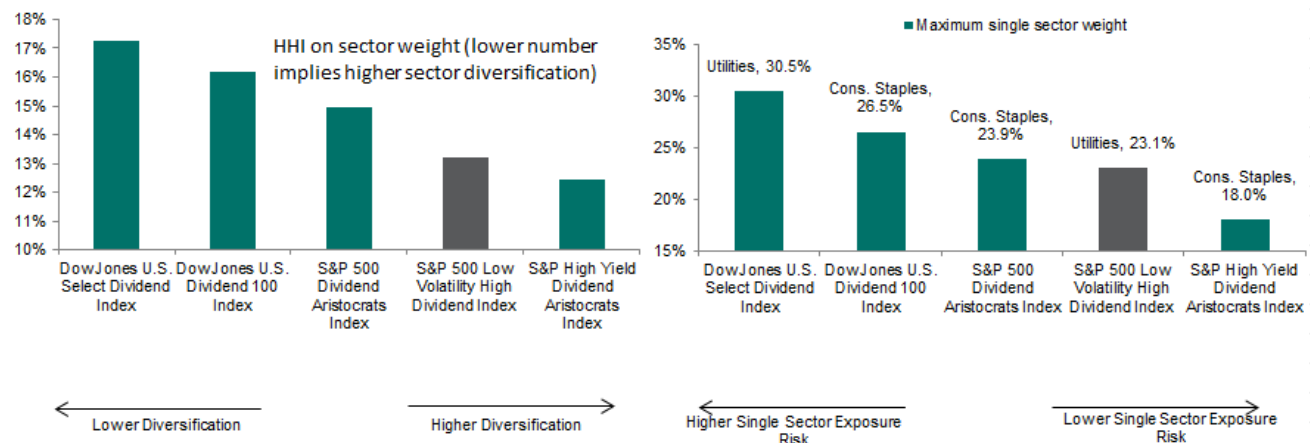 18%
17%
16%
15%
14%
13%
12%
11%
10%
HHI on sector weight (lower number
implies higher sector diversification)
DowJones U.S.
Select Dividend
Index
DowJones U.S.
Dividend 100
Index
S&P 500
Dividend
Aristocrats
Index
S&P 500 Low
Volatility High
Dividend Index
S&P High Yield
Dividend
Aristocrats
Index
Lower Diversification
Higher Diversification
Maximum single sector weight
35%
30%
25%
20%
15%
Utilities, 30.5%
Cons. Staples,
26.5%
Cons. Staples,
23.9%
Utilities, 23.1%
Cons. Staples,
18.0%
DowJones U.S.
Select Dividend
Index
DowJones U.S.
Dividend 100
Index
S&P 500
Dividend
Aristocrats Index
S&P 500 Low
Volatility High
Dividend Index
S&P High Yield
Dividend
Aristocrats Index
Higher Single Sector Exposure
Risk
Lower Single Sector Exposure
Risk